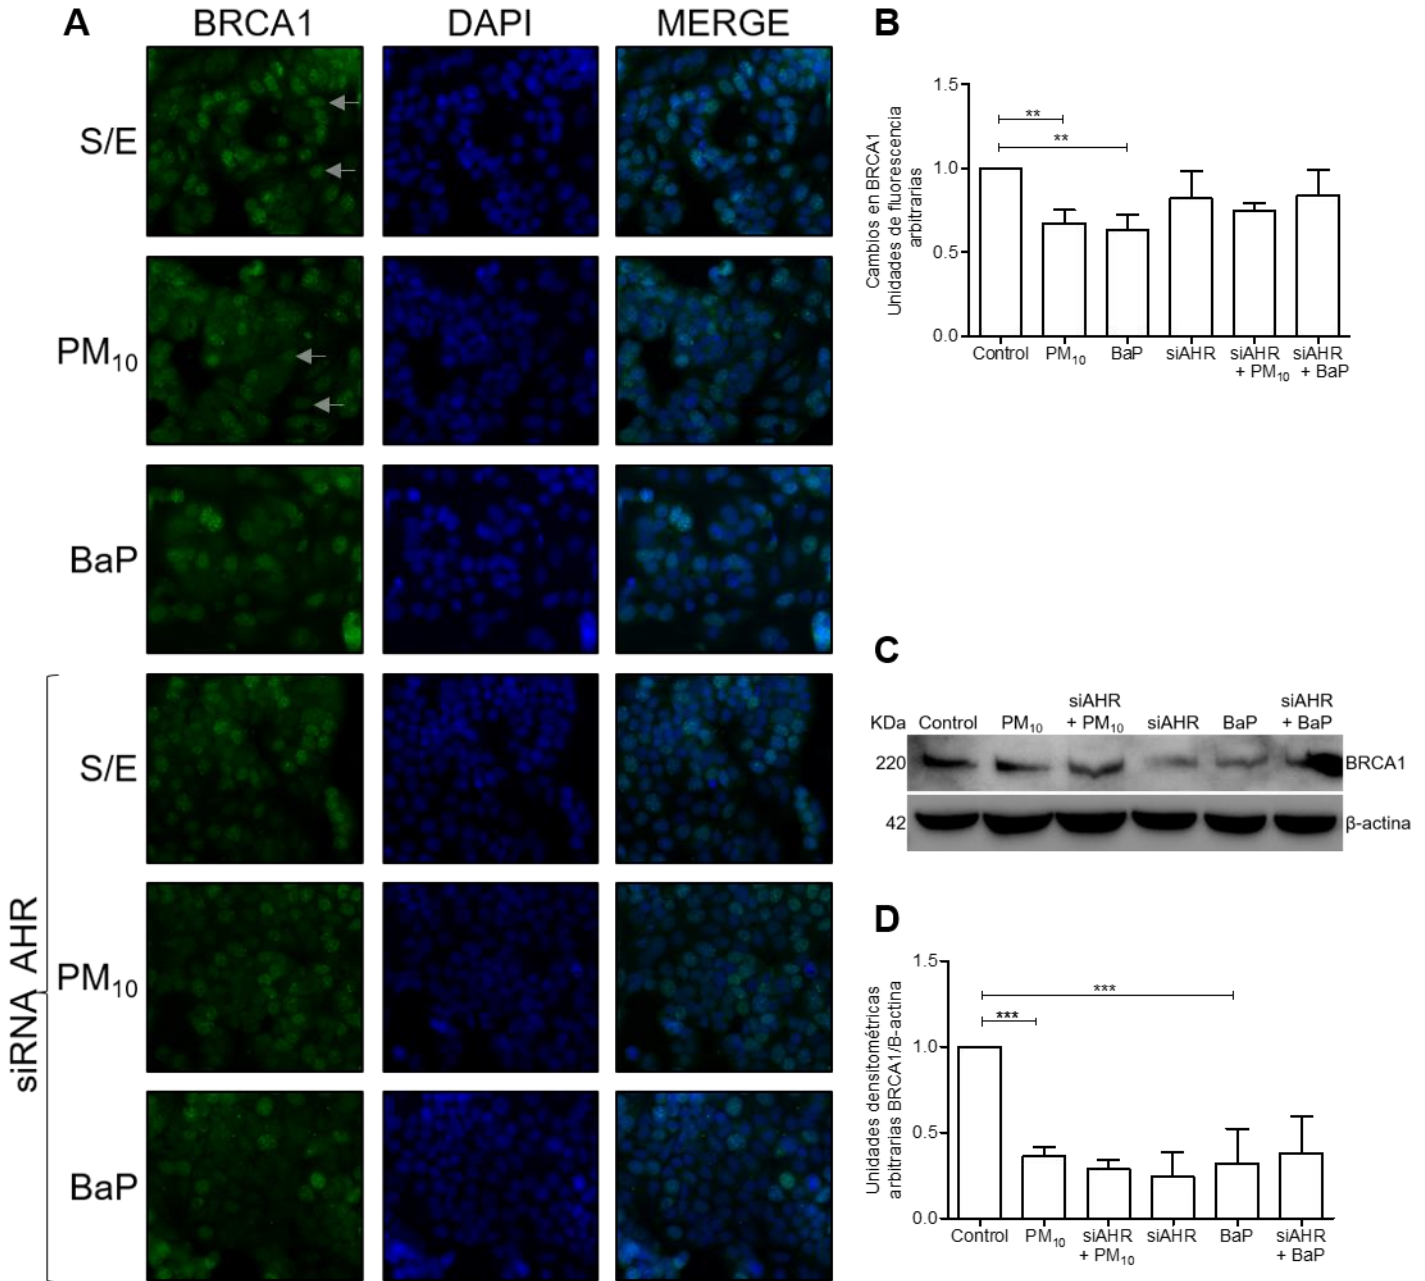 A
BRCA1
DAPI
MERGE
S/E
PM10
BaP
siRNA AHR
S/E
PM10
BaP
B
Cambios en BRCA1
Unidades de fluorescencia
arbitrarias
1.5
1.0
0.5
0.0
**
**
Control
PM10
BaP
siAHR
siAHR
+ PM10
siAHR
+ BaP
C
KDa
Control
PM10
siAHR
+ PM10
siAHR
BaP
siAHR
+ BaP
220
BRCA1
42
β-actina
D
Unidades densitométricas
arbitrarias BRCA1/B-actina
1.5
1.0
0.5
0.0
***
***
Control
PM10
siAHR
+ PM10
siAHR
BaP
siAHR
+ BaP